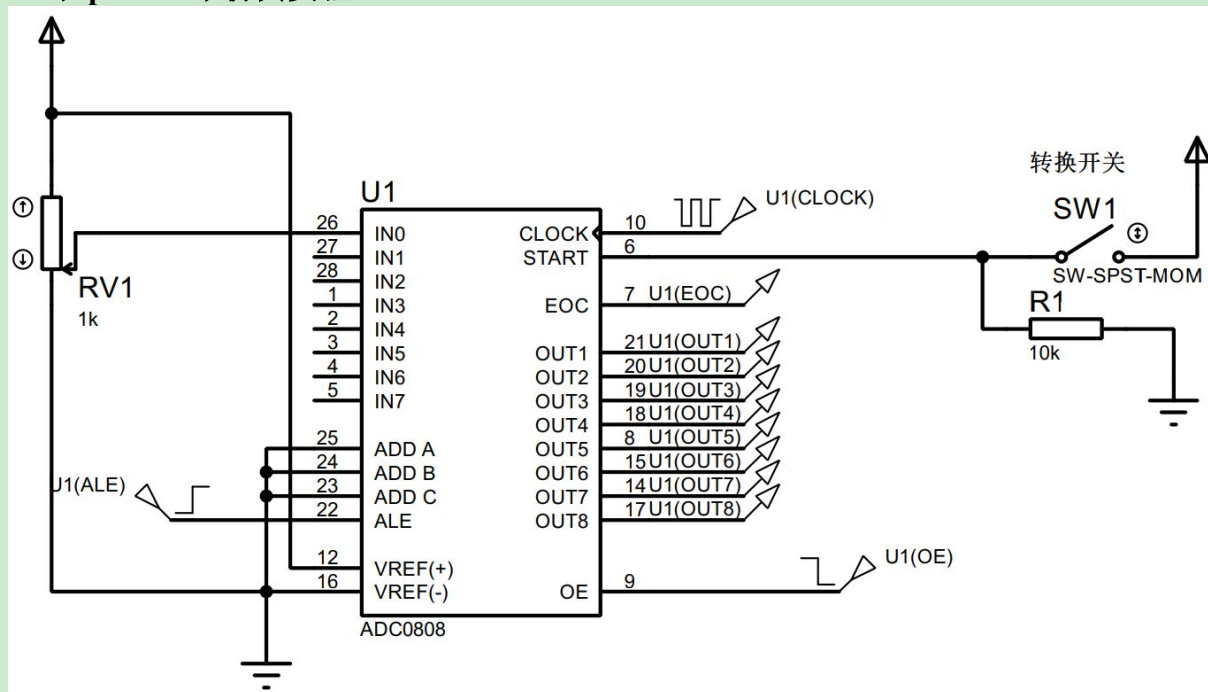 转换开关
U1
U1(CLOCK)
SW1
SW-SPST-MOM
R1
10k
RV1
1k
26 IN0 CLOCK 10
27 IN1 START 6
28 IN2
1 IN3 EOC 7 U1(EOC)
2 IN4
3 IN5 OUT1 21 U1(OUT1)
4 IN6 OUT2 20 U1(OUT2)
5 IN7 OUT3 19 U1(OUT3)
OUT4 18 U1(OUT4)
25 ADD A OUT5 8 U1(OUT5)
24 ADD B OUT6 15 U1(OUT6)
23 ADD C OUT7 14 U1(OUT7)
U1(ALE) 22 ALE OUT8 17 U1(OUT8)
12 VREF(+)
16 VREF(-) OE 9 U1(OE)
ADC0808